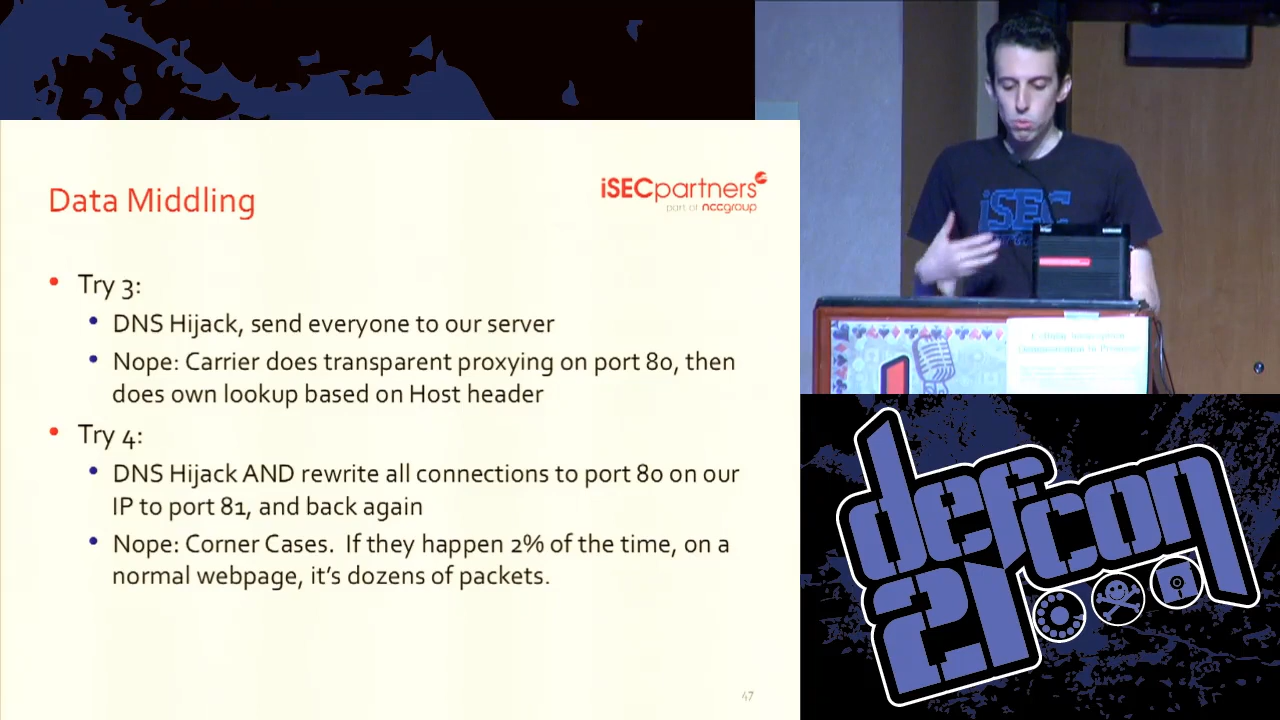 Data Middling
iSECpartners
part of nccgroup
• Try 3:
• DNS Hijack, send everyone to our server
• Nope: Carrier does transparent proxying on port 80, then
does own lookup based on Host header
• Try 4:
• DNS Hijack AND rewrite all connections to port 80 on our
IP to port 81, and back again
• Nope: Corner Cases. If they happen 2% of the time, on a
normal webpage, it's dozens of packets.
47
iSEC
defcon
21